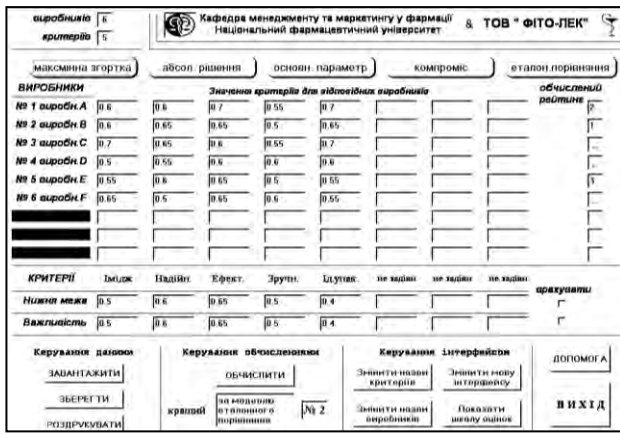 виробників 6
критеріїв 5
Кафедра менеджменту та маркетингу у фармації
Національний фармацевтичний університет
& ТОВ " ФІТО-ЛЕК"
максмина згортка абсол. рішення основн. параметр компроміс еталон.порівняння
ВИРОБНИКИ Значення критеріїв для відповідних виробників обчислений рейтинг
№ 1 виробн.A 0.6 0.6 0.7 0.55 0.7 2
№ 2 виробн.B 0.6 0.65 0.65 0.5 0.65 1
№ 3 виробн.C 0.7 0.65 0.6 0.55 0.7
№ 4 виробн.D 0.5 0.55 0.6 0.6 0.6
№ 5 виробн.E 0.55 0.6 0.65 0.5 0.55 3
№ 6 виробн.F 0.65 0.5 0.65 0.6 0.55
КРИТЕРІЇ Імідж Надійн. Ефект. Зручн. Ц.упак. не задіян не задіян не задіян врахувати
Нижня межа 0.5 0.6 0.65 0.5 0.4
Важливість 0.5 0.6 0.65 0.5 0.4
Керування даними Керування обчисленнями Керування інтерфейсом
ЗАВАНТАЖИТИ
ЗБЕРЕГТИ
РОЗДРУКУВАТИ
ОБЧИСЛИТИ
кращий за моделлю еталонного порівняння № 2
Змінити назви критеріїв
Змінити мову інтерфейсу
Змінити назви виробників
Показати шкалу оцінок
ДОПОМОГА
ВИХІД